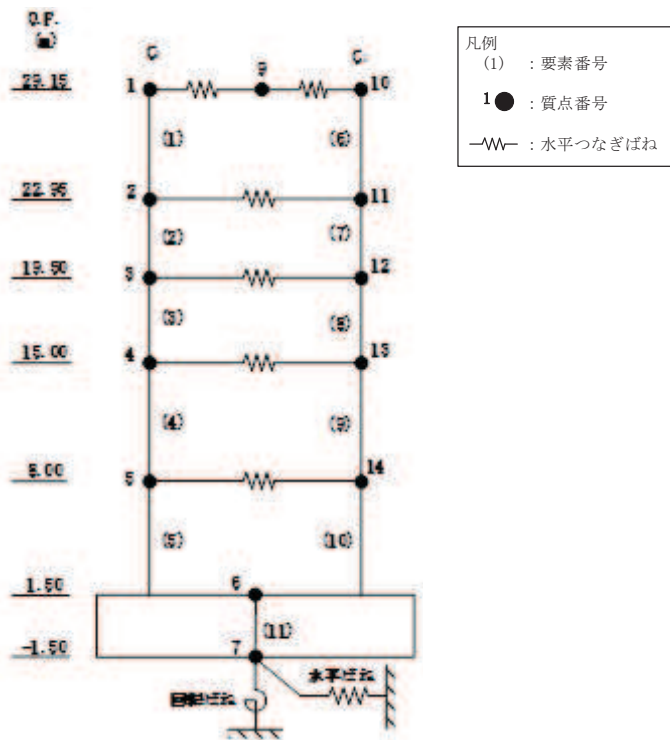 O.P.
(m)
G G
29.15 1 9 10
(1) (6)
22.95 2 11
(2) (7)
19.50 3 12
(3) (8)
15.00 4 13
(4) (9)
8.00 5 14
(5) (10)
1.50 6
(11)
-1.50 7
水平ばね
回転ばね
凡例
(1) : 要素番号
1 : 質点番号
: 水平つなぎばね